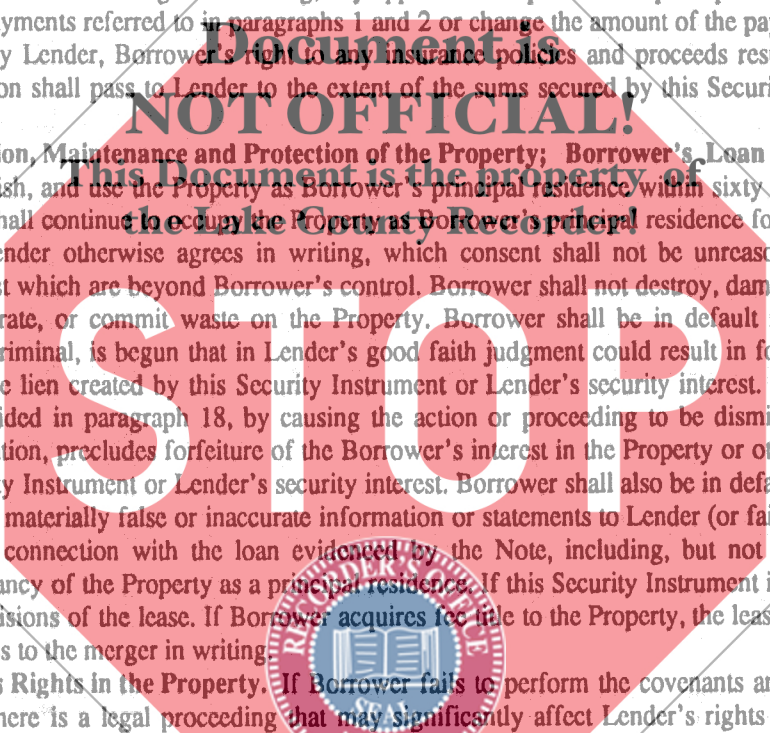 yments referred to in paragraphs 1 and 2 or change the amount of the pay
Document is
y Lender, Borrower's right to any insurance policies and proceeds res
on shall pass to Lender to the extent of the sums secured by this Securi
NOT OFFICIAL!
ion, Maintenance and Protection of the Property; Borrower's Loan
This Document is the property of
ish, and use the Property as Borrower's principal residence within sixty
the Lake County Recorder!
hall continue to occupy the Property as Borrower's principal residence fo
ender otherwise agrees in writing, which consent shall not be unreaso
st which are beyond Borrower's control. Borrower shall not destroy, dam
rate, or commit waste on the Property. Borrower shall be in default
riminal, is begun that in Lender's good faith judgment could result in fo
e lien created by this Security Instrument or Lender's security interest.
STOP
ided in paragraph 18, by causing the action or proceeding to be dismi
tion, precludes forfeiture of the Borrower's interest in the Property or ot
y Instrument or Lender's security interest. Borrower shall also be in defa
materially false or inaccurate information or statements to Lender (or fai
connection with the loan evidenced by the Note, including, but not
ancy of the Property as a principal residence. If this Security Instrument i
isions of the lease. If Borrower acquires fee title to the Property, the leas
s to the merger in writing.
s Rights in the Property. If Borrower fails to perform the covenants an
here is a legal proceeding that may significantly affect Lender's rights
RECORDER'S OFFICE
SEAL